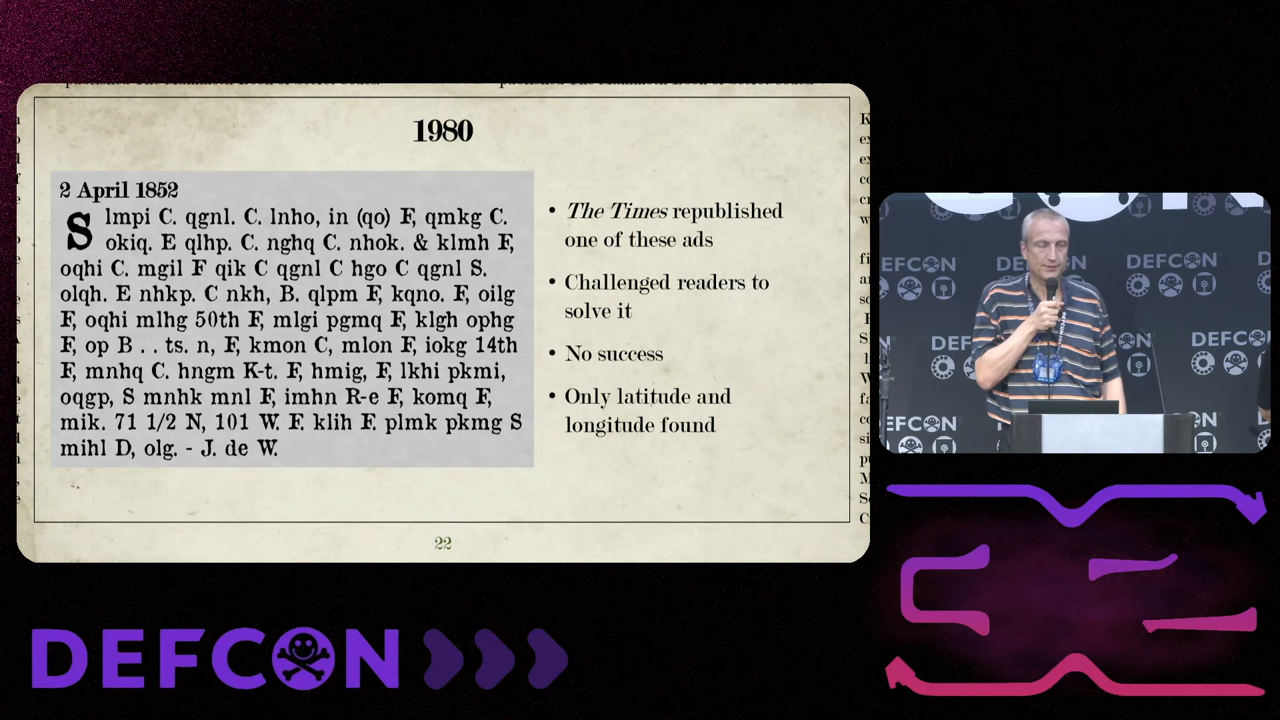 1980
2 April 1852
S lmpi C. qgnl. C. lnho, in (qo) F, qmkg C.
okiq. E qlhp. C. nghq C. nhok. & klmh F,
oqhi C. mgil F qik C qgnl C hgo C qgnl S.
olqh. E nhkp. C nkh, B. qlpm F, kqno. F, oilg
F, oqhi mlhg 50th F, mlgi pgmq F, klgh ophg
F, op B . . ts. n, F, kmon C, mlon F, iokg 14th
F, mnhq C. hngm K-t. F, hmig, F, lkhi pkmi,
oqgp, S mnhk mnl F, imhn R-e F, komq F,
mik. 71 1/2 N, 101 W. F. klih F. plmk pkmg S
mihl D, olg. - J. de W.
• The Times republished
one of these ads
• Challenged readers to
solve it
• No success
• Only latitude and
longitude found
22
DEFCON
DEFCON
DEFCON
DEFCON
DEFCON